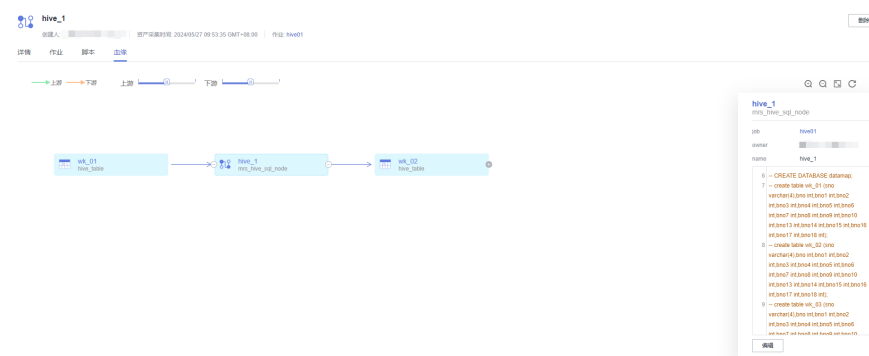 hive_1
创建人:
资产采集时间: 2024/05/27 09:53:35 GMT+08:00
作业: hive01
删除
详情 作业 脚本 血缘
上游 下游 上游 下游
wk_01
hive_table
hive_1
mrs_hive_sql_node
wk_02
hive_table
hive_1
mrs_hive_sql_node
job hive01
owner
name hive_1
6 -- CREATE DATABASE datamap;
7 -- create table wk_01 (sno
varchar(4),bno int,bno1 int,bno2
int,bno3 int,bno4 int,bno5 int,bno6
int,bno7 int,bno8 int,bno9 int,bno10
int,bno13 int,bno14 int,bno15 int,bno16
int,bno17 int,bno18 int);
8 -- create table wk_02 (sno
varchar(4),bno int,bno1 int,bno2
int,bno3 int,bno4 int,bno5 int,bno6
int,bno7 int,bno8 int,bno9 int,bno10
int,bno13 int,bno14 int,bno15 int,bno16
int,bno17 int,bno18 int);
9 -- create table wk_03 (sno
varchar(4),bno int,bno1 int,bno2
int,bno3 int,bno4 int,bno5 int,bno6
int,bno7 int,bno8 int,bno9 int,bno10
编辑